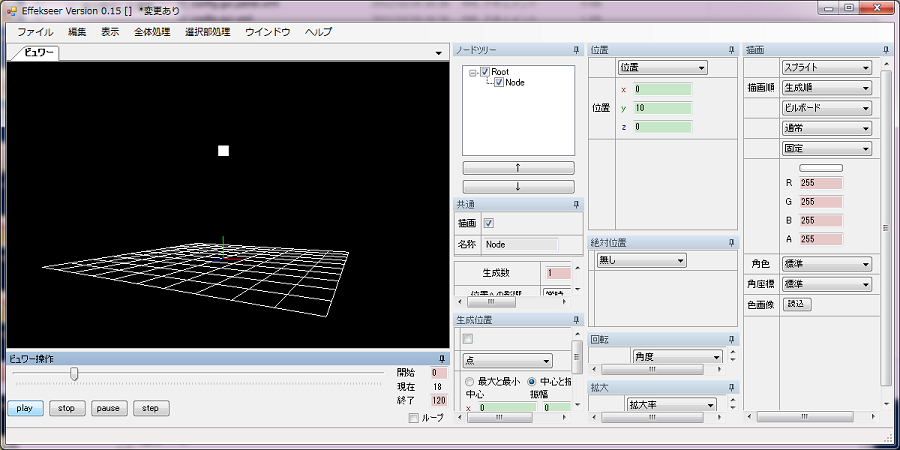 Effekseer Version 0.15 [] *変更あり
ファイル 編集 表示 全体処理 選択部処理 ウインドウ ヘルプ
ビュワー
ビュワー操作
開始 0
現在 18
終了 120
play stop pause step
ループ
ノードツリー
Root
Node
↑
↓
共通
描画
名称 Node
生成数 1
生成位置
点
最大と最小 中心と振
中心 振幅
x 0 0
位置
位置
x 0
位置 y 10
z 0
絶対位置
無し
回転
角度
拡大
拡大率
描画
スプライト
描画順 生成順
ビルボード
通常
固定
R 255
G 255
B 255
A 255
角色 標準
角座標 標準
色画像 読込